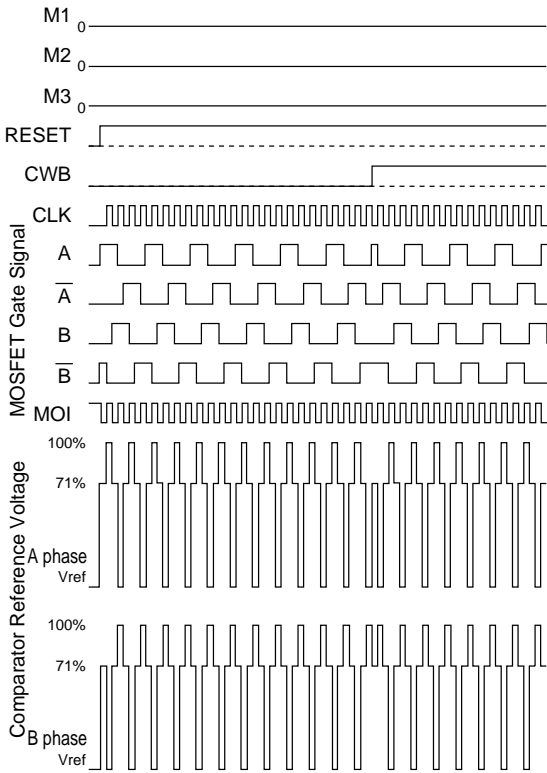 M1 0
M2 0
M3 0
RESET
CWB
CLK
MOSFET Gate Signal
A
A̅
B
B̅
MOI
Comparator Reference Voltage
100%
71%
A phase
Vref
100%
71%
B phase
Vref